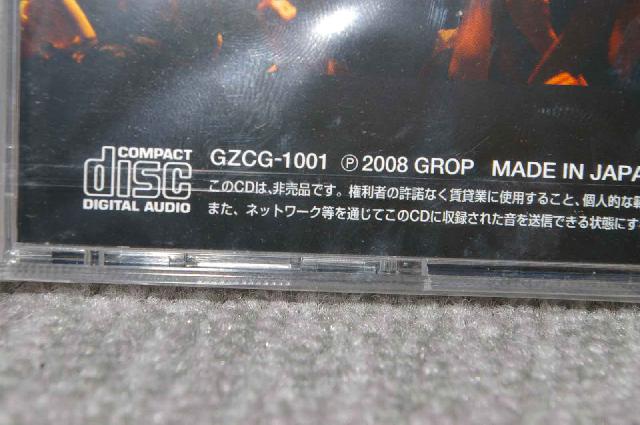 COMPACT
disc
DIGITAL AUDIO
GZCG-1001 Ⓟ 2008 GROP MADE IN JAPA
このCDは、非売品です。権利者の許諾なく賃貸業に使用すること、個人的な範
また、ネットワーク等を通じてこのCDに収録された音を送信できる状態にす